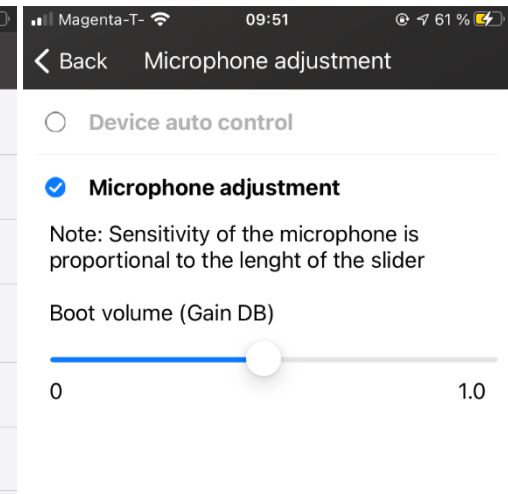 Magenta-T- 09:51 61 %
Back Microphone adjustment
Device auto control
Microphone adjustment
Note: Sensitivity of the microphone is
proportional to the lenght of the slider
Boot volume (Gain DB)
0 1.0